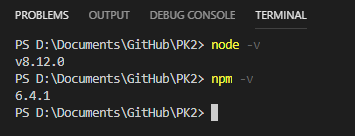 PROBLEMS OUTPUT DEBUG CONSOLE TERMINAL
PS D:\Documents\GitHub\PK2> node -v
v8.12.0
PS D:\Documents\GitHub\PK2> npm -v
6.4.1
PS D:\Documents\GitHub\PK2>